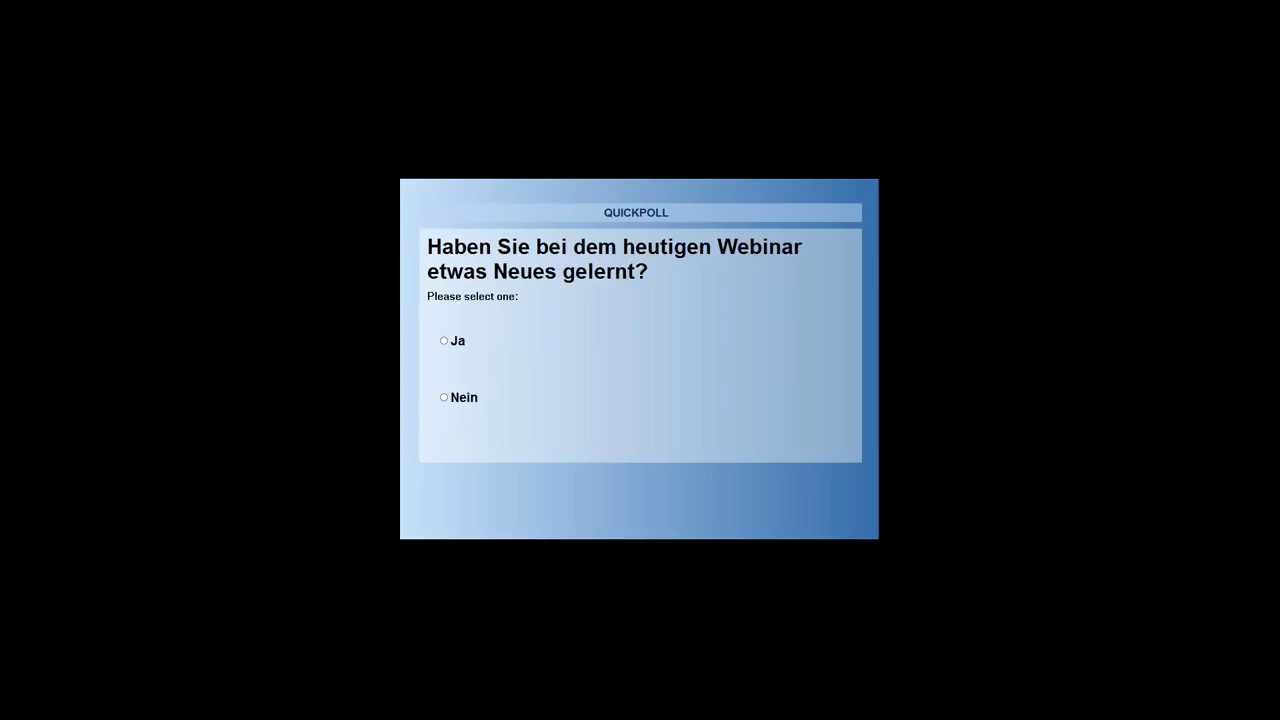 QUICKPOLL
Haben Sie bei dem heutigen Webinar
etwas Neues gelernt?
Please select one:
Ja
Nein